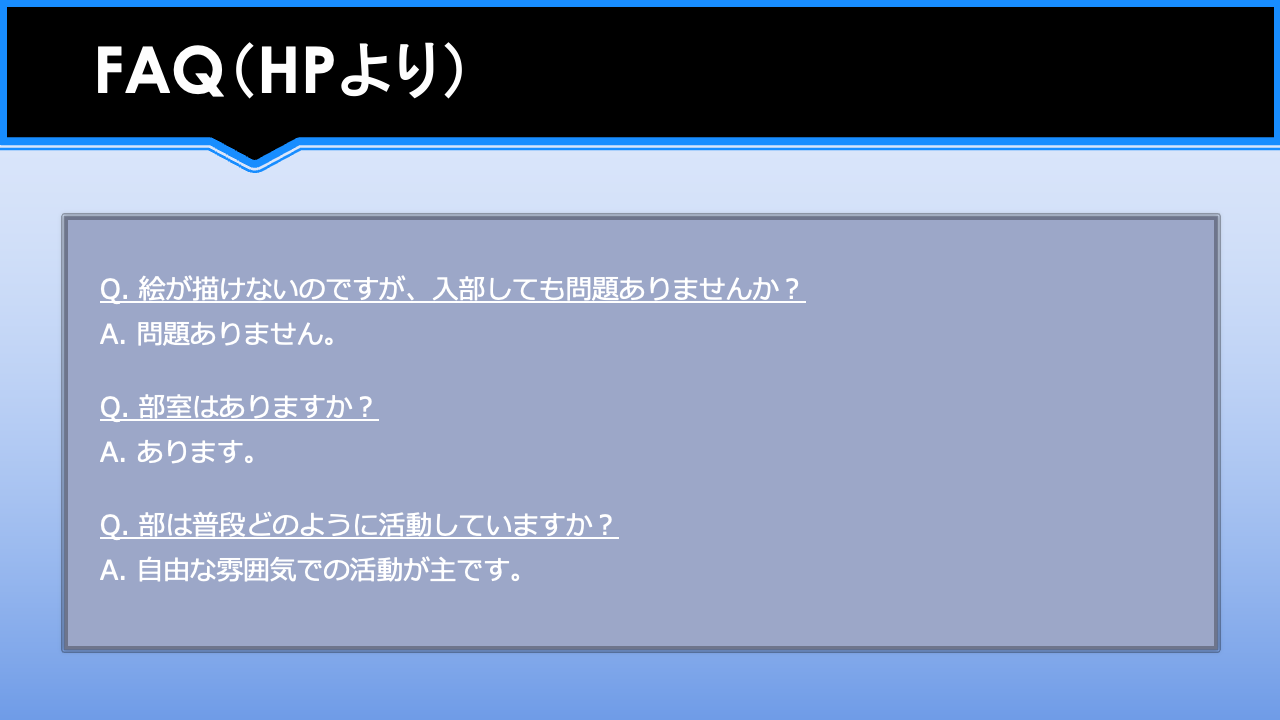 FAQ（HPより）
Q. 絵が描けないのですが、入部しても問題ありませんか？
A. 問題ありません。
Q. 部室はありますか？
A. あります。
Q. 部は普段どのように活動していますか？
A. 自由な雰囲気での活動が主です。